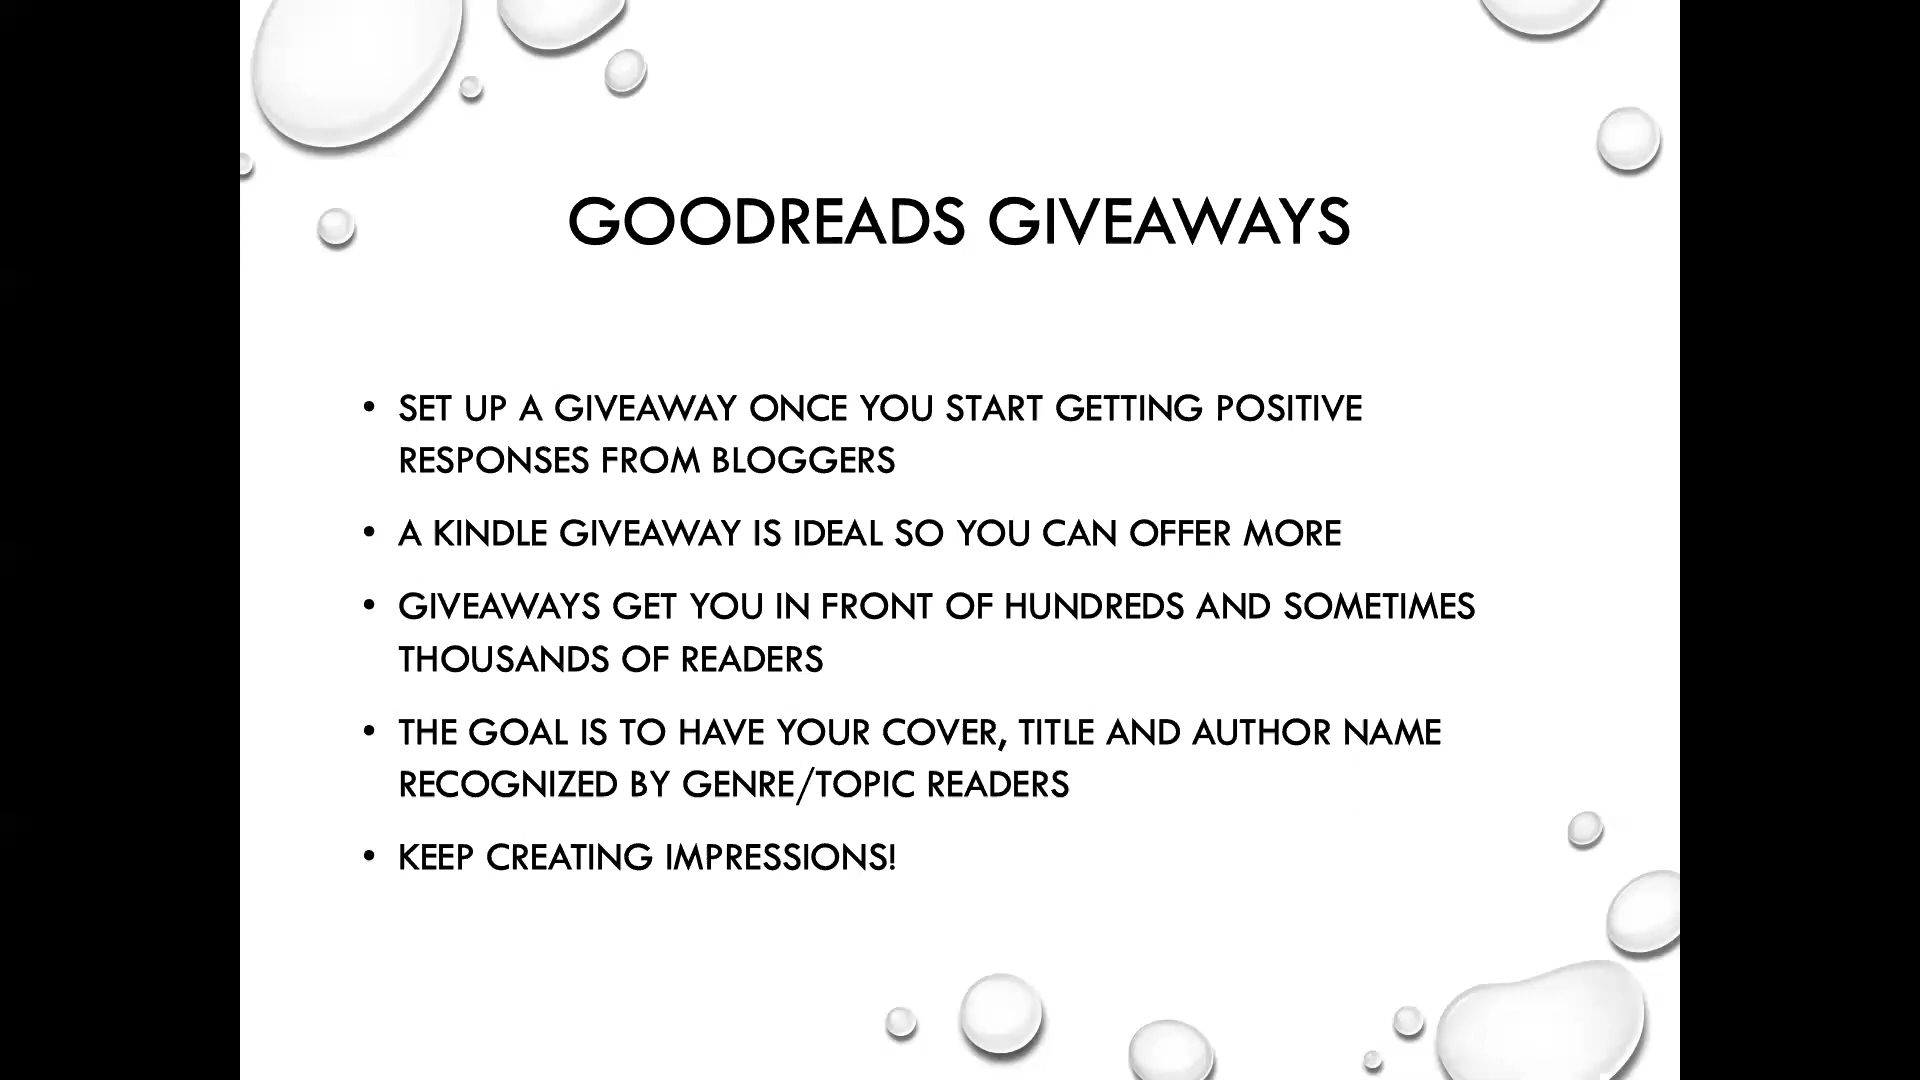 GOODREADS GIVEAWAYS
• SET UP A GIVEAWAY ONCE YOU START GETTING POSITIVE
RESPONSES FROM BLOGGERS
• A KINDLE GIVEAWAY IS IDEAL SO YOU CAN OFFER MORE
• GIVEAWAYS GET YOU IN FRONT OF HUNDREDS AND SOMETIMES
THOUSANDS OF READERS
• THE GOAL IS TO HAVE YOUR COVER, TITLE AND AUTHOR NAME
RECOGNIZED BY GENRE/TOPIC READERS
• KEEP CREATING IMPRESSIONS!